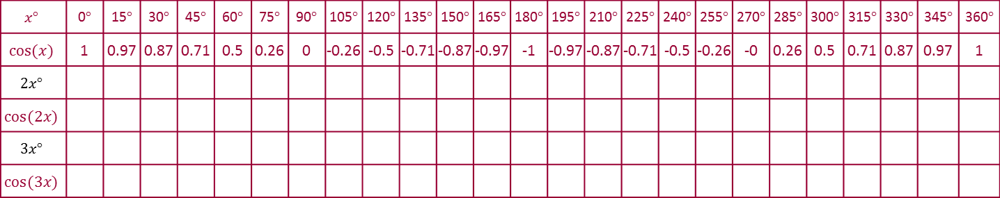 x° 0° 15° 30° 45° 60° 75° 90° 105° 120° 135° 150° 165° 180° 195° 210° 225° 240° 255° 270° 285° 300° 315° 330° 345° 360°
cos(x) 1 0.97 0.87 0.71 0.5 0.26 0 -0.26 -0.5 -0.71 -0.87 -0.97 -1 -0.97 -0.87 -0.71 -0.5 -0.26 -0 0.26 0.5 0.71 0.87 0.97 1
2x°
cos(2x)
3x°
cos(3x)